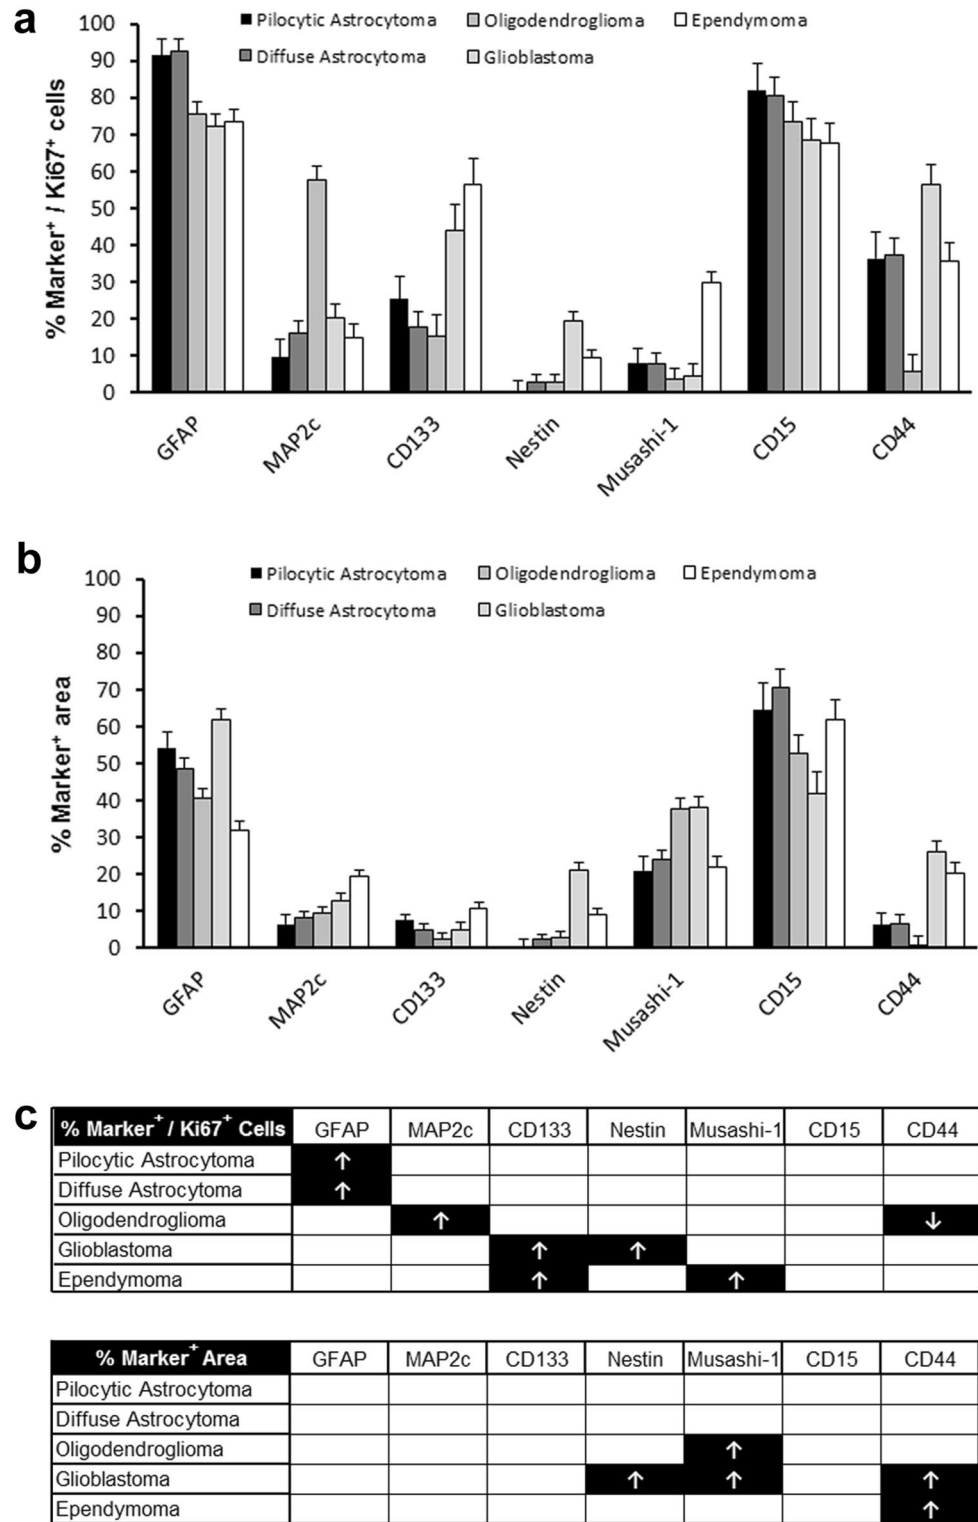 a
■ Pilocytic Astrocytoma ■ Oligodendroglioma □ Ependymoma
■ Diffuse Astrocytoma □ Glioblastoma
% Marker⁺ / Ki67⁺ cells
100
90
80
70
60
50
40
30
20
10
0
GFAP
MAP2c
CD133
Nestin
Musashi-1
CD15
CD44
b
■ Pilocytic Astrocytoma ■ Oligodendroglioma □ Ependymoma
■ Diffuse Astrocytoma □ Glioblastoma
% Marker⁺ area
100
90
80
70
60
50
40
30
20
10
0
GFAP
MAP2c
CD133
Nestin
Musashi-1
CD15
CD44
c
% Marker⁺ / Ki67⁺ Cells GFAP MAP2c CD133 Nestin Musashi-1 CD15 CD44
Pilocytic Astrocytoma ↑
Diffuse Astrocytoma ↑
Oligodendroglioma ↑ ↓
Glioblastoma ↑ ↑
Ependymoma ↑ ↑
% Marker⁺ Area GFAP MAP2c CD133 Nestin Musashi-1 CD15 CD44
Pilocytic Astrocytoma
Diffuse Astrocytoma
Oligodendroglioma ↑
Glioblastoma ↑ ↑ ↑
Ependymoma ↑